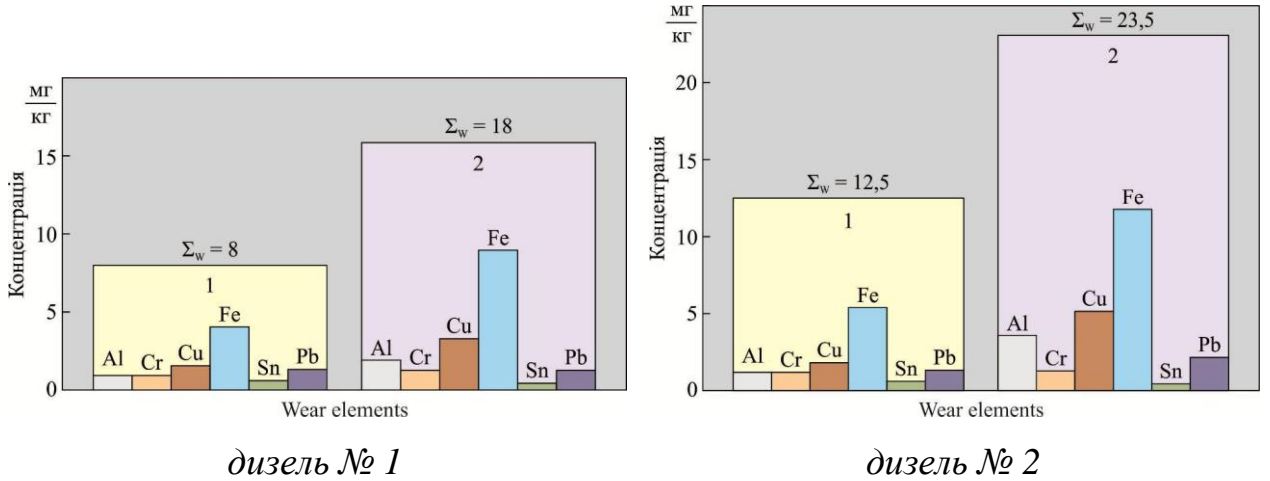 мг
кг
Концентрація
15
10
5
0
Σw = 8
1
Al
Cr
Cu
Fe
Sn
Pb
Σw = 18
2
Al
Cr
Cu
Fe
Sn
Pb
Wear elements
дизель № 1
мг
кг
Концентрація
20
15
10
5
0
Σw = 12,5
1
Al
Cr
Cu
Fe
Sn
Pb
Σw = 23,5
2
Al
Cr
Cu
Fe
Sn
Pb
Wear elements
дизель № 2